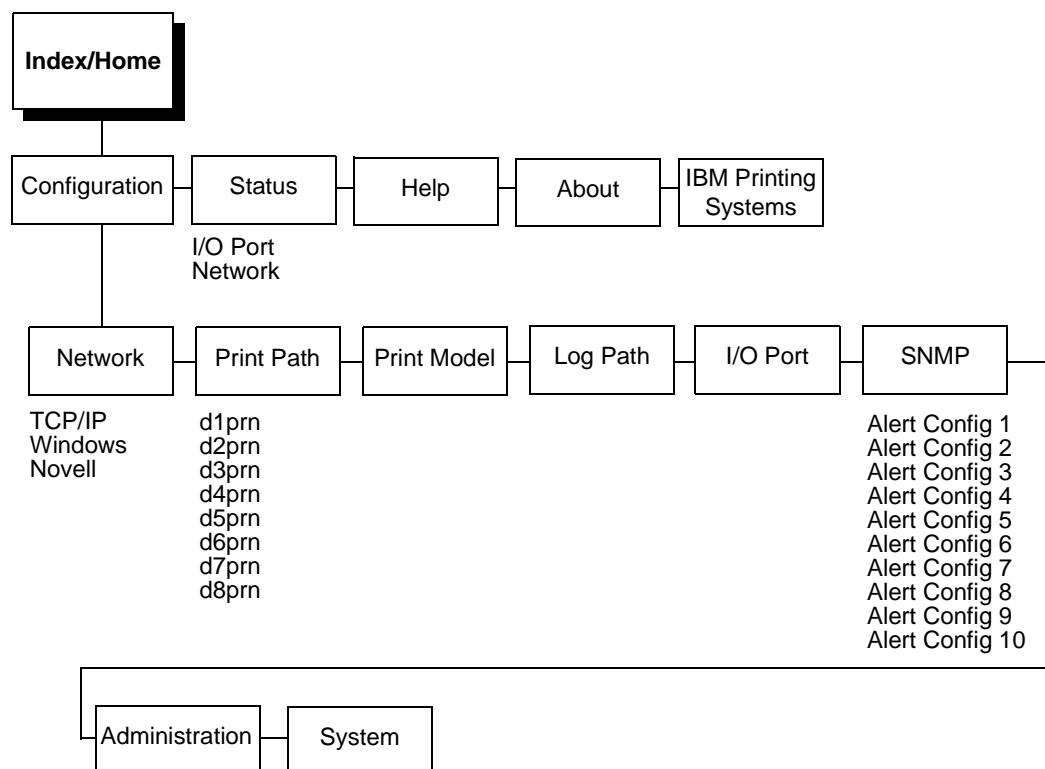 Index/Home
Configuration
Status
Help
About
IBM Printing
Systems
I/O Port
Network
Network
Print Path
Print Model
Log Path
I/O Port
SNMP
TCP/IP
Windows
Novell
d1prn
d2prn
d3prn
d4prn
d5prn
d6prn
d7prn
d8prn
Alert Config 1
Alert Config 2
Alert Config 3
Alert Config 4
Alert Config 5
Alert Config 6
Alert Config 7
Alert Config 8
Alert Config 9
Alert Config 10
Administration
System